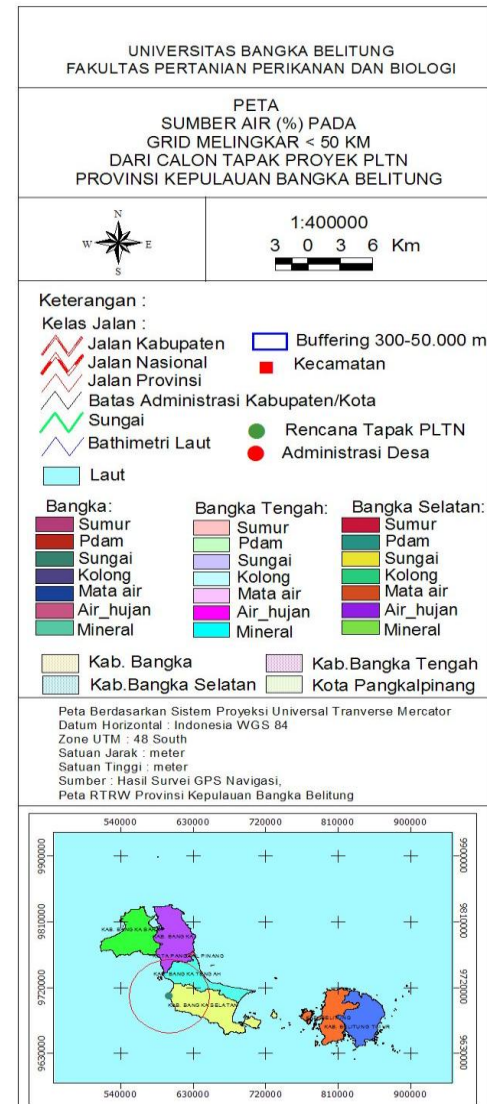 UNIVERSITAS BANGKA BELITUNG
FAKULTAS PERTANIAN PERIKANAN DAN BIOLOGI
PETA
SUMBER AIR (%) PADA
GRID MELINGKAR < 50 KM
DARI CALON TAPAK PROYEK PLTN
PROVINSI KEPULAUAN BANGKA BELITUNG
N
W E
S
1:400000
3 0 3 6 Km
Keterangan :
Kelas Jalan :
Jalan Kabupaten
Jalan Nasional
Jalan Provinsi
Batas Administrasi Kabupaten/Kota
Sungai
Bathimetri Laut
Laut
Buffering 300-50.000 m
Kecamatan
Rencana Tapak PLTN
Administrasi Desa
Bangka:
Sumur
Pdam
Sungai
Kolong
Mata air
Air_hujan
Mineral
Bangka Tengah:
Sumur
Pdam
Sungai
Kolong
Mata air
Air_hujan
Mineral
Bangka Selatan:
Sumur
Pdam
Sungai
Kolong
Mata air
Air_hujan
Mineral
Kab. Bangka
Kab.Bangka Tengah
Kab.Bangka Selatan
Kota Pangkalpinang
Peta Berdasarkan Sistem Proyeksi Universal Tranverse Mercator
Datum Horizontal : Indonesia WGS 84
Zone UTM : 48 South
Satuan Jarak : meter
Satuan Tinggi : meter
Sumber : Hasil Survei GPS Navigasi,
Peta RTRW Provinsi Kepulauan Bangka Belitung
540000 630000 720000 810000 900000
9900000 9900000
9810000 9810000
KAB. BANGKA
KAB. BANGKA TENGAH
9720000 9720000
KAB. BANGKA SELATAN
9630000 9630000
540000 630000 720000 810000 900000